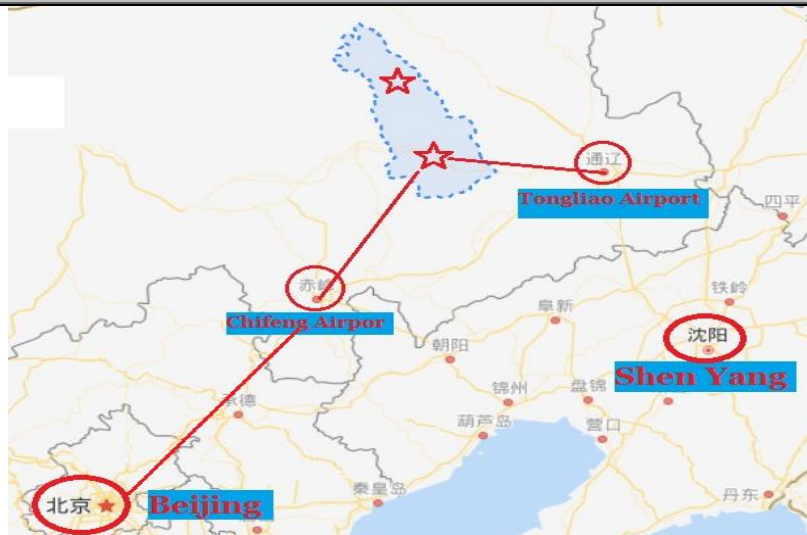 通辽
Tongliao Airport
四平
赤峰
铁岭
Chifeng Airpor
阜新
沈阳
朝阳
Shen Yang
锦州
盘锦
承德
葫芦岛
营口
北京
Beijing
秦皇岛
丹东